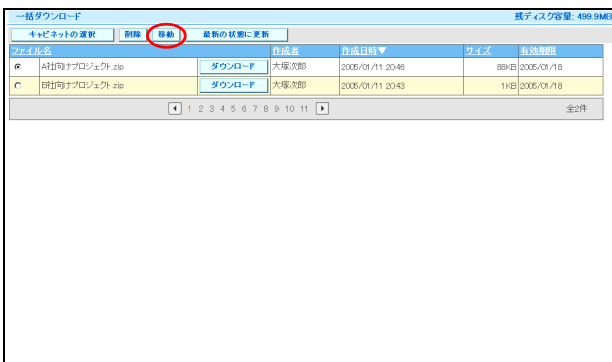 一括ダウンロード 残ディスク容量: 499.9MB
キャビネットの選択 削除 移動 最新の状態に更新
ファイル名 作成者 作成日時▼ サイズ 有効期限
A社向けプロジェクト.zip ダウンロード 大塚次郎 2005/01/11 20:46 88KB 2005/01/18
B社向けプロジェクト.zip ダウンロード 大塚次郎 2005/01/11 20:43 1KB 2005/01/18
1 2 3 4 5 6 7 8 9 10 11 全2件